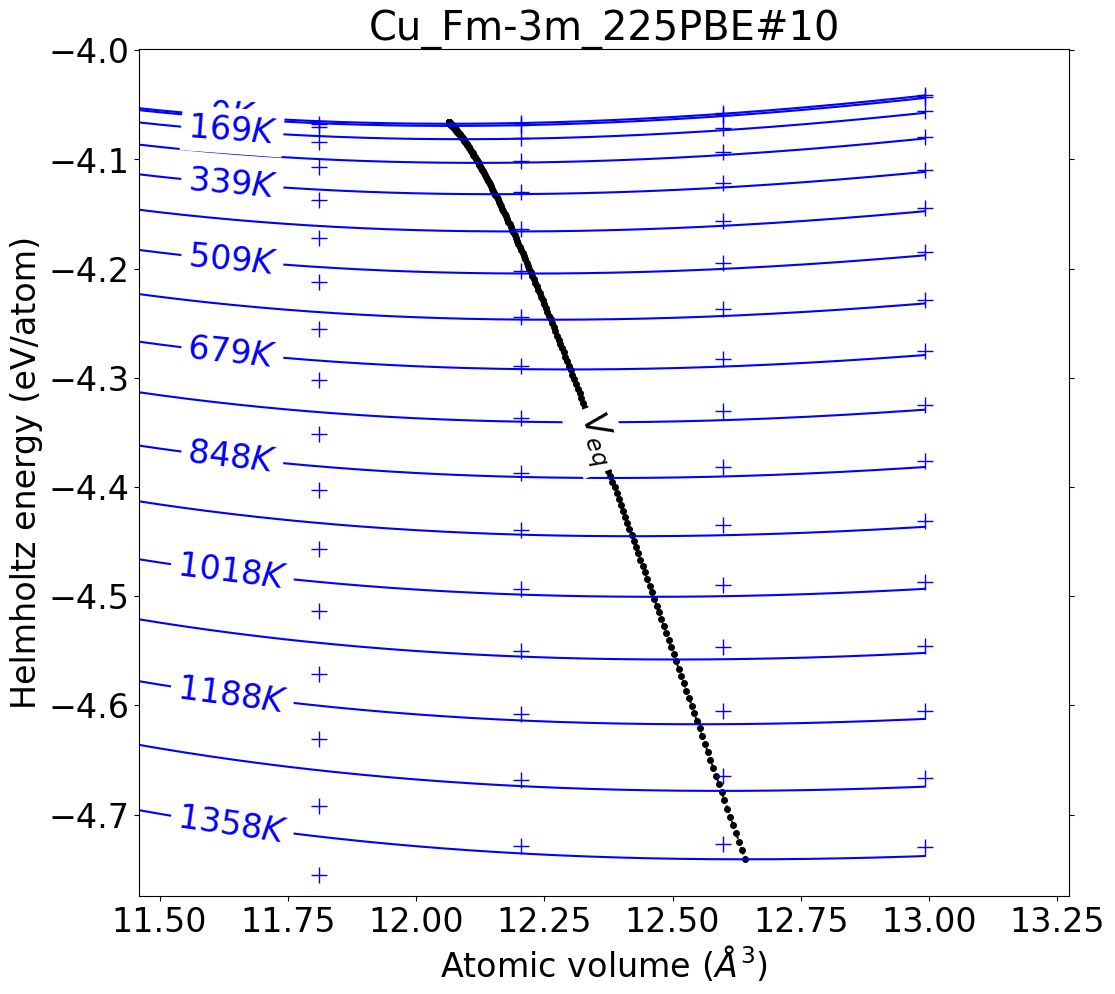 Cu_Fm-3m_225PBE#10
Helmholtz energy (eV/atom)
−4.0
−4.1
−4.2
−4.3
−4.4
−4.5
−4.6
−4.7
0K
169K
339K
509K
679K
848K
1018K
1188K
1358K
V_eq
11.50 11.75 12.00 12.25 12.50 12.75 13.00 13.25
Atomic volume (Å³)